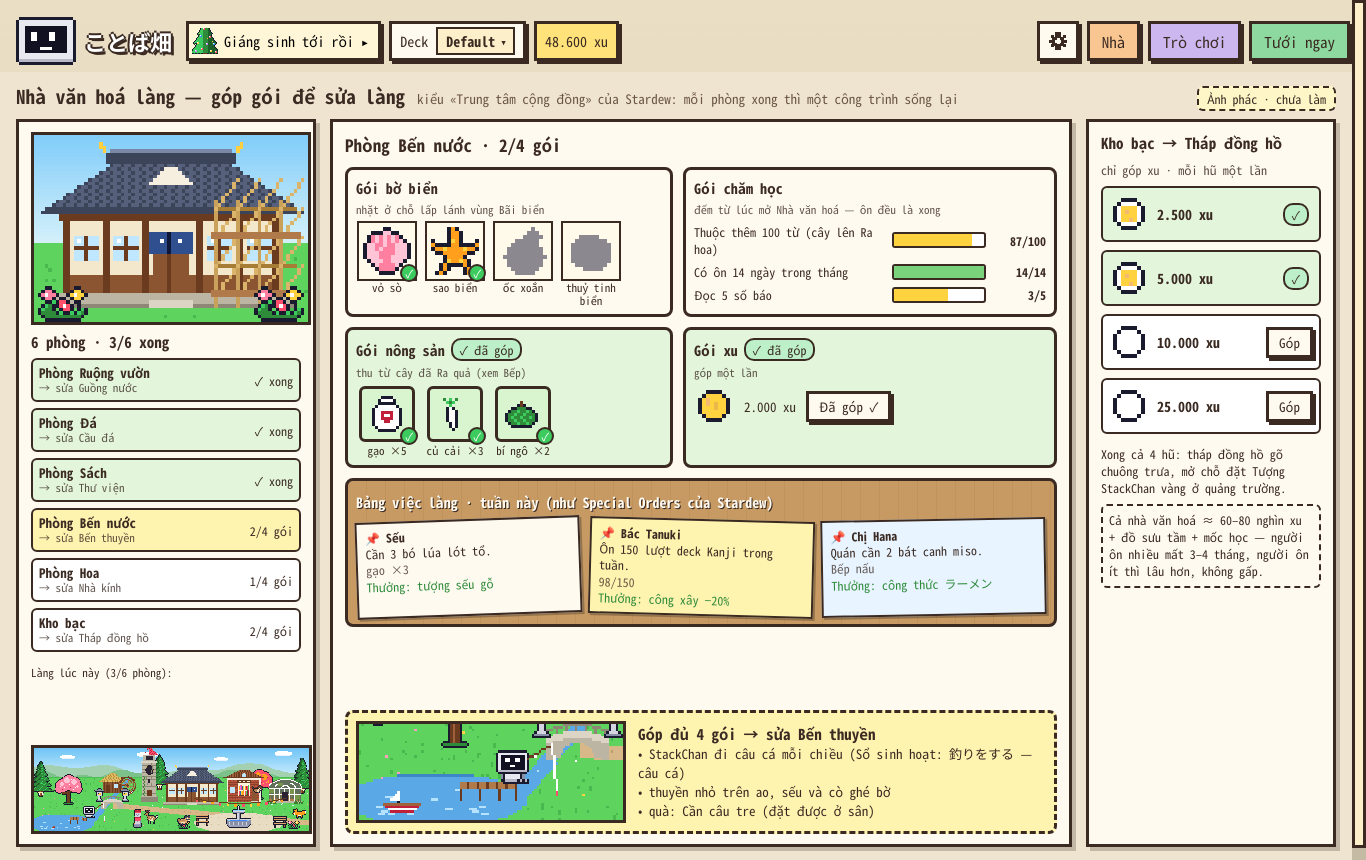 ことば畑
Giáng sinh tới rồi ▸
Deck Default ▾
48.600 xu
Nhà
Trò chơi
Tưới ngay
Nhà văn hoá làng — góp gói để sửa làng
kiểu «Trung tâm cộng đồng» của Stardew: mỗi phòng xong thì một công trình sống lại
Ảnh phác · chưa làm
6 phòng · 3/6 xong
Phòng Ruộng vườn
→ sửa Guồng nước
✓ xong
Phòng Đá
→ sửa Cầu đá
✓ xong
Phòng Sách
→ sửa Thư viện
✓ xong
Phòng Bến nước
→ sửa Bến thuyền
2/4 gói
Phòng Hoa
→ sửa Nhà kính
1/4 gói
Kho bạc
→ sửa Tháp đồng hồ
2/4 gói
Làng lúc này (3/6 phòng):
Phòng Bến nước · 2/4 gói
Gói bờ biển
nhặt ở chỗ lấp lánh vùng Bãi biển
✓
vỏ sò
✓
sao biển
ốc xoắn
thuỷ tinh
biển
Gói chăm học
đếm từ lúc mở Nhà văn hoá — ôn đều là xong
Thuộc thêm 100 từ (cây lên Ra
hoa)
87/100
Có ôn 14 ngày trong tháng
14/14
Đọc 5 số báo
3/5
Gói nông sản ✓ đã góp
thu từ cây đã Ra quả (xem Bếp)
✓
gạo ×5
✓
củ cải ×3
✓
bí ngô ×2
Gói xu ✓ đã góp
góp một lần
2.000 xu
Đã góp ✓
Bảng việc làng · tuần này (như Special Orders của Stardew)
📌 Sếu
Cần 3 bó lúa lót tổ.
gạo ×3
Thưởng: tượng sếu gỗ
📌 Bác Tanuki
Ôn 150 lượt deck Kanji trong
tuần.
98/150
Thưởng: công xây −20%
📌 Chị Hana
Quán cần 2 bát canh miso.
Bếp nấu
Thưởng: công thức ラーメン
Góp đủ 4 gói → sửa Bến thuyền
• StackChan đi câu cá mỗi chiều (Sổ sinh hoạt: 釣りをする —
câu cá)
• thuyền nhỏ trên ao, sếu và cò ghé bờ
• quà: Cần câu tre (đặt được ở sân)
Kho bạc → Tháp đồng hồ
chỉ góp xu · mỗi hũ một lần
2.500 xu
✓
5.000 xu
✓
10.000 xu
Góp
25.000 xu
Góp
Xong cả 4 hũ: tháp đồng hồ gõ
chuông trưa, mở chỗ đặt Tượng
StackChan vàng ở quảng trường.
Cả nhà văn hoá ≈ 60–80 nghìn xu
+ đồ sưu tầm + mốc học — người
ôn nhiều mất 3–4 tháng, người ôn
ít thì lâu hơn, không gấp.